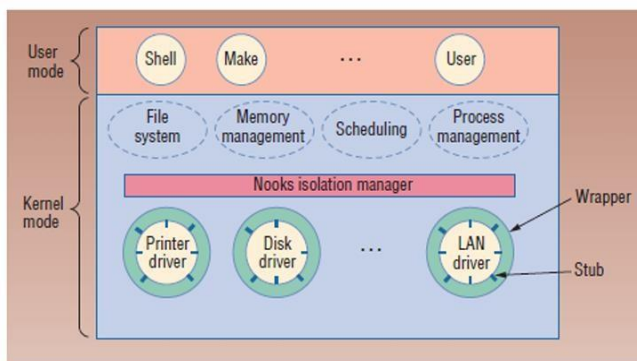 User
mode
Shell
Make
...
User
File
system
Memory
management
Scheduling
Process
management
Nooks isolation manager
Kernel
mode
Printer
driver
Disk
driver
...
LAN
driver
Wrapper
Stub